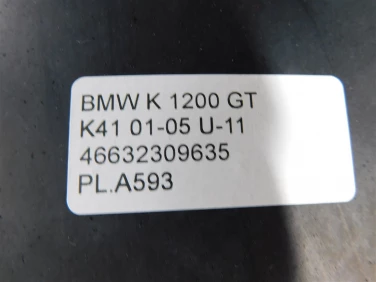 BMW K 1200 GT
K41 01-05 U-11
46632309635
PL.A593